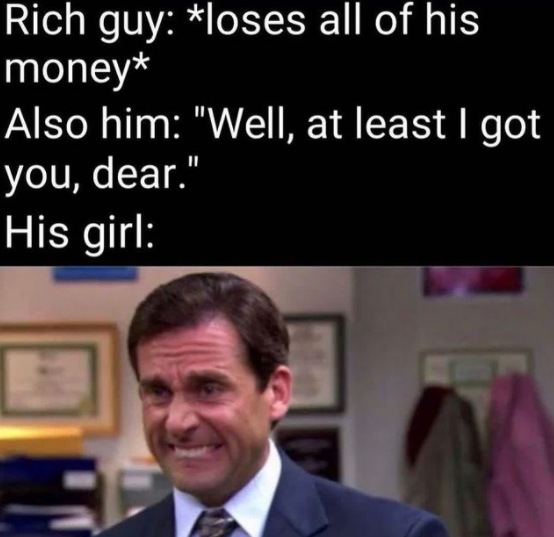 Rich guy: *loses all of his
money*
Also him: "Well, at least I got
you, dear."
His girl: